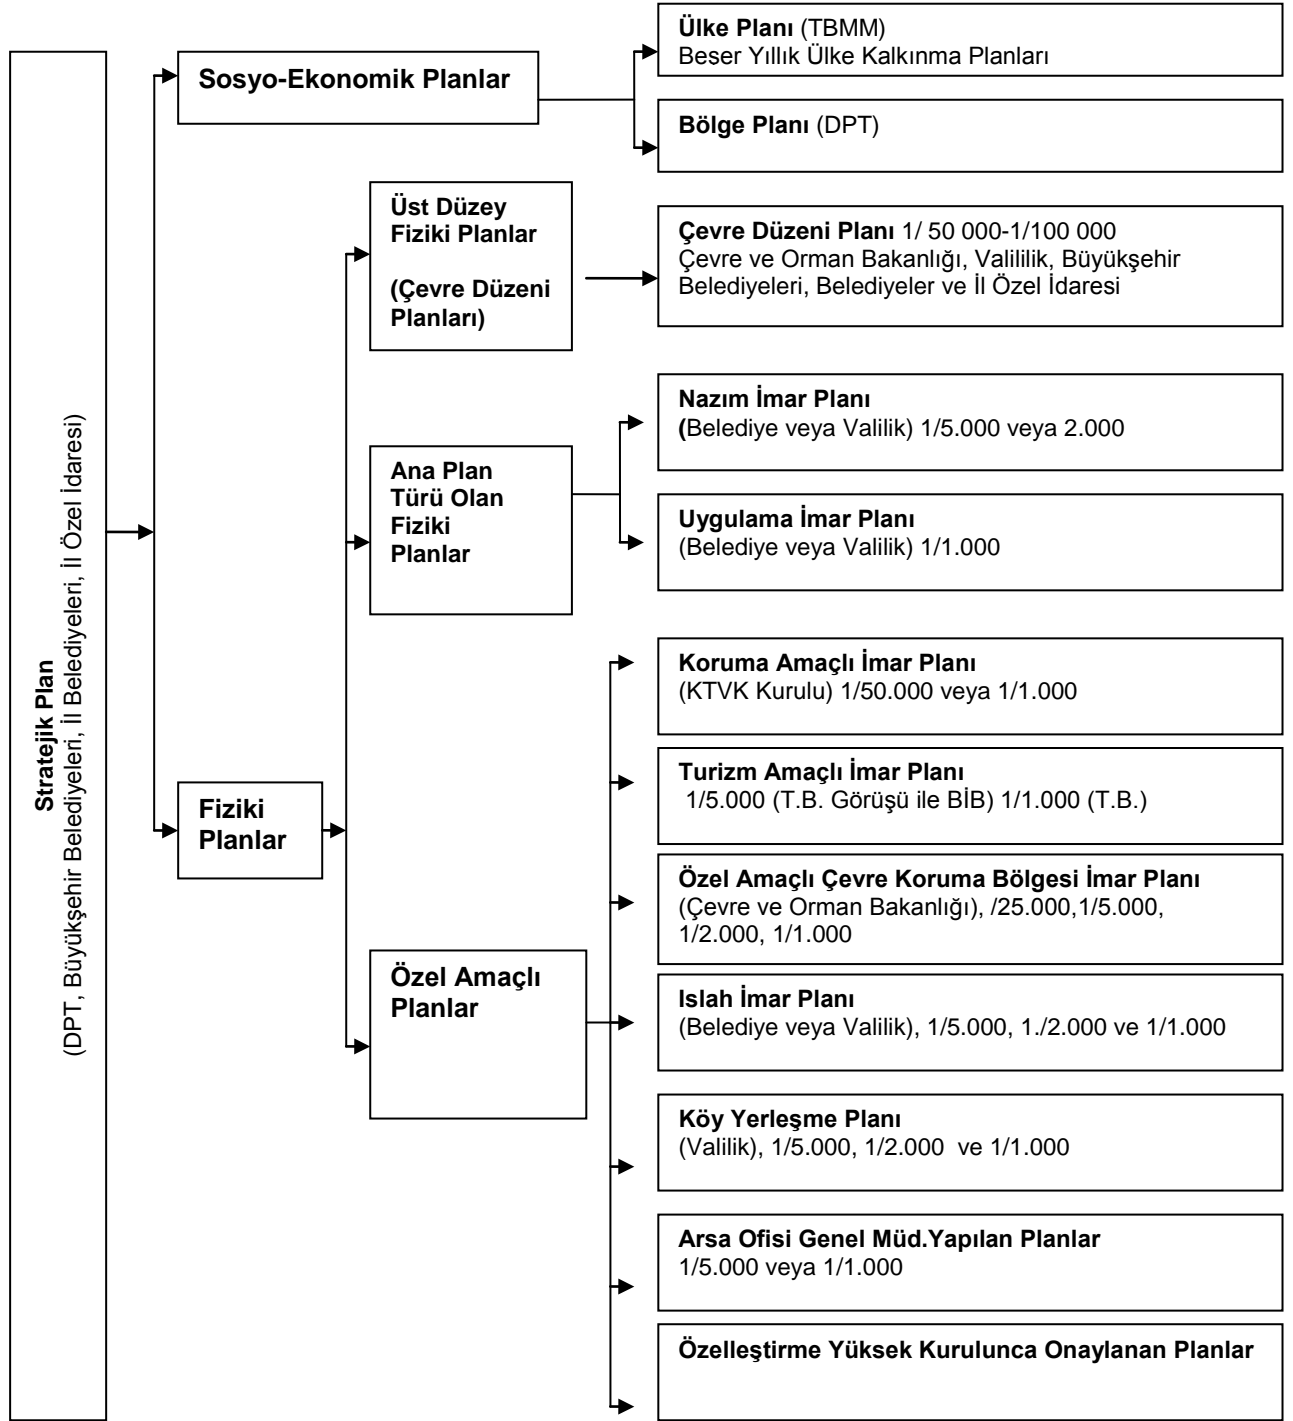 Stratejik Plan
(DPT, Büyükşehir Belediyeleri, İl Belediyeleri, İl Özel İdaresi)
Sosyo-Ekonomik Planlar
Ülke Planı (TBMM)
Beser Yıllık Ülke Kalkınma Planları
Bölge Planı (DPT)
Fiziki
Planlar
Üst Düzey
Fiziki Planlar
(Çevre Düzeni
Planları)
Çevre Düzeni Planı 1/ 50 000-1/100 000
Çevre ve Orman Bakanlığı, Valililik, Büyükşehir
Belediyeleri, Belediyeler ve İl Özel İdaresi
Ana Plan
Türü Olan
Fiziki
Planlar
Nazım İmar Planı
(Belediye veya Valilik) 1/5.000 veya 2.000
Uygulama İmar Planı
(Belediye veya Valilik) 1/1.000
Özel Amaçlı
Planlar
Koruma Amaçlı İmar Planı
(KTVK Kurulu) 1/50.000 veya 1/1.000
Turizm Amaçlı İmar Planı
1/5.000 (T.B. Görüşü ile BİB) 1/1.000 (T.B.)
Özel Amaçlı Çevre Koruma Bölgesi İmar Planı
(Çevre ve Orman Bakanlığı), /25.000,1/5.000,
1/2.000, 1/1.000
Islah İmar Planı
(Belediye veya Valilik), 1/5.000, 1./2.000 ve 1/1.000
Köy Yerleşme Planı
(Valilik), 1/5.000, 1/2.000 ve 1/1.000
Arsa Ofisi Genel Müd.Yapılan Planlar
1/5.000 veya 1/1.000
Özelleştirme Yüksek Kurulunca Onaylanan Planlar